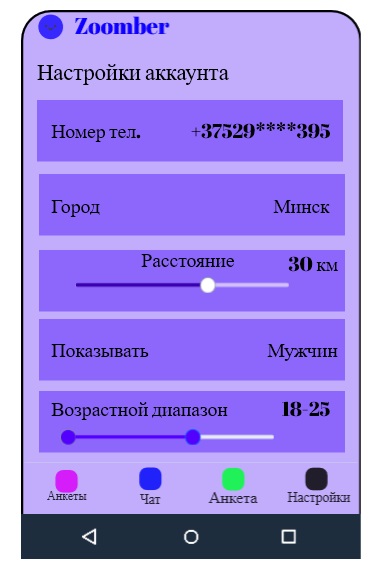 Zoomber
Настройки аккаунта
Номер тел. +37529****395
Город Минск
Расстояние 30 км
Показывать Мужчин
Возрастной диапазон 18-25
Анкеты Чат Анкета Настройки